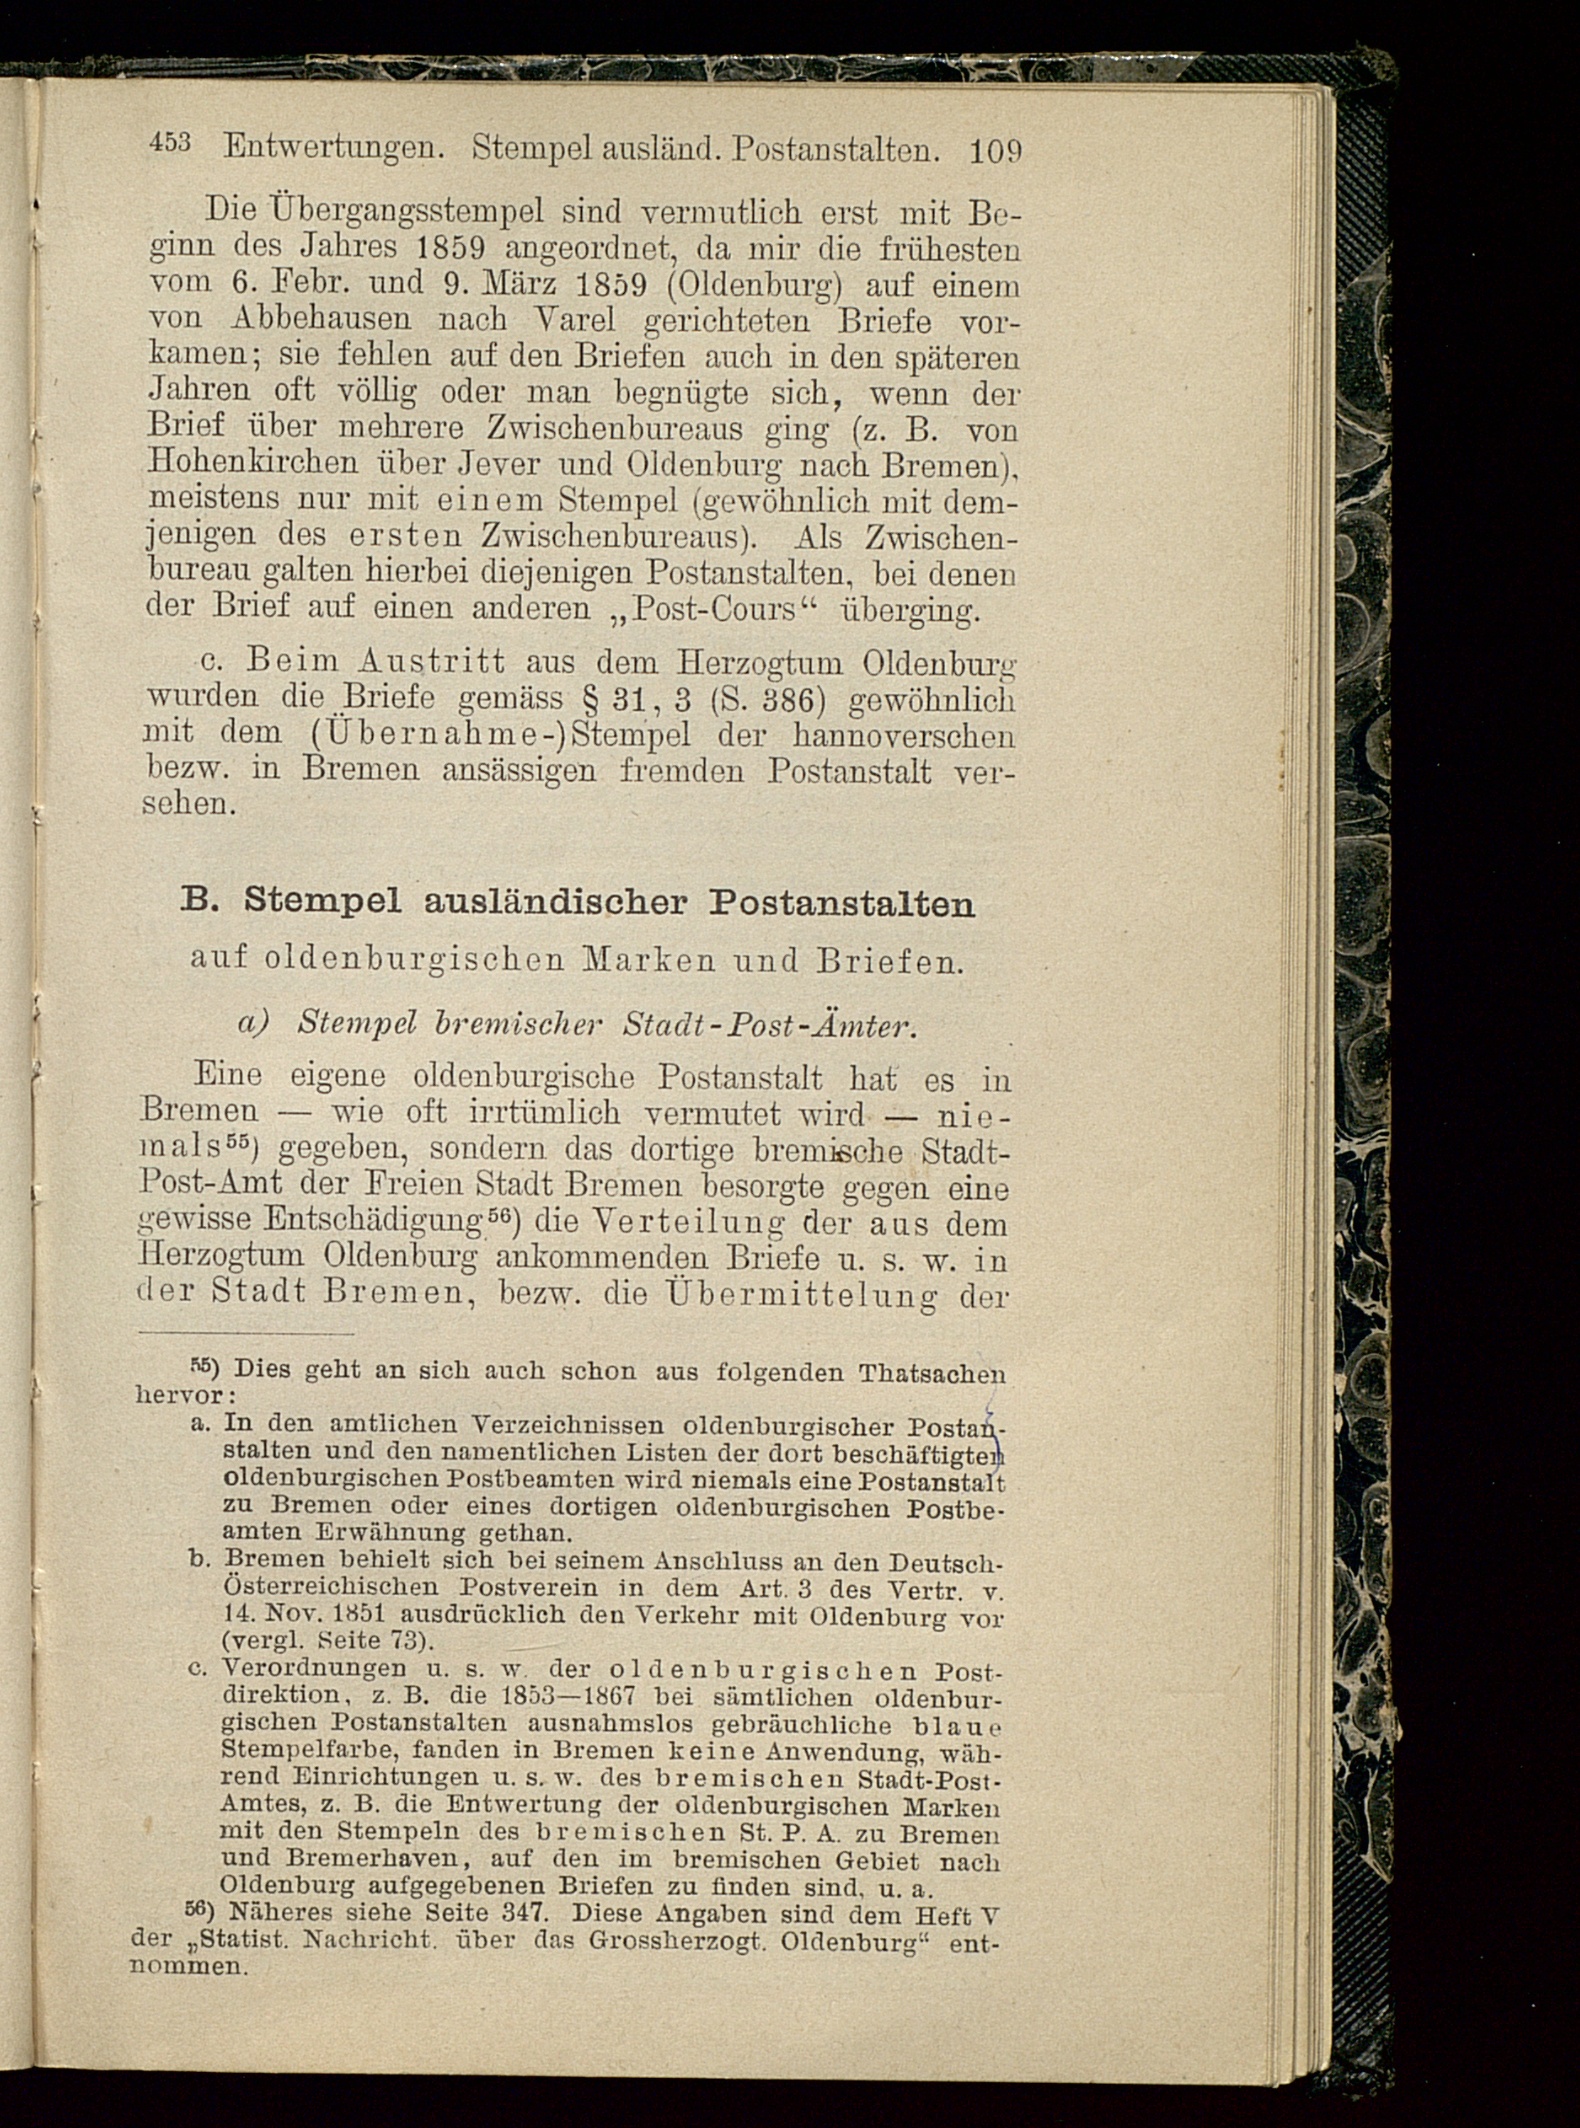 453 Entwertungen. Stempel ausländ. Postanstalten. 109
Die Übergangsstempel sind vermutlich erst mit Be-
ginn des Jahres 1859 angeordnet, da mir die frühesten
vom 6. Febr. und 9. März 1859 (Oldenburg) auf einem
von Abbehausen nach Varel gerichteten Briefe vor-
kamen; sie fehlen auf den Briefen auch in den späteren
Jahren oft völlig oder man begnügte sich, wenn der
Brief über mehrere Zwischenbureaus ging (z. B. von
Hohenkirchen über Jever und Oldenburg nach Bremen),
meistens nur mit einem Stempel (gewöhnlich mit dem-
jenigen des ersten Zwischenbureaus). Als Zwischen-
bureau galten hierbei diejenigen Postanstalten, bei denen
der Brief auf einen anderen „Post-Cours“ überging.
c. Beim Austritt aus dem Herzogtum Oldenburg
wurden die Briefe gemäss § 31, 3 (S. 386) gewöhnlich
mit dem (Übernahme-)Stempel der hannoverschen
bezw. in Bremen ansässigen fremden Postanstalt ver-
sehen.
B. Stempel ausländischer Postanstalten
auf oldenburgischen Marken und Briefen.
a) Stempel bremischer Stadt-Post-Ämter.
Eine eigene oldenburgische Postanstalt hat es in
Bremen — wie oft irrtümlich vermutet wird — nie-
mals⁵⁵) gegeben, sondern das dortige bremische Stadt-
Post-Amt der Freien Stadt Bremen besorgte gegen eine
gewisse Entschädigung⁵⁶) die Verteilung der aus dem
Herzogtum Oldenburg ankommenden Briefe u. s. w. in
der Stadt Bremen, bezw. die Übermittelung der
⁵⁵) Dies geht an sich auch schon aus folgenden Thatsachen
hervor:
a. In den amtlichen Verzeichnissen oldenburgischer Postan-
stalten und den namentlichen Listen der dort beschäftigten
oldenburgischen Postbeamten wird niemals eine Postanstalt
zu Bremen oder eines dortigen oldenburgischen Postbe-
amten Erwähnung gethan.
b. Bremen behielt sich bei seinem Anschluss an den Deutsch-
Österreichischen Postverein in dem Art. 3 des Vertr. v.
14. Nov. 1851 ausdrücklich den Verkehr mit Oldenburg vor
(vergl. Seite 73).
c. Verordnungen u. s. w. der oldenburgischen Post-
direktion, z. B. die 1853—1867 bei sämtlichen oldenbur-
gischen Postanstalten ausnahmslos gebräuchliche blaue
Stempelfarbe, fanden in Bremen keine Anwendung, wäh-
rend Einrichtungen u. s. w. des bremischen Stadt-Post-
Amtes, z. B. die Entwertung der oldenburgischen Marken
mit den Stempeln des bremischen St. P. A. zu Bremen
und Bremerhaven, auf den im bremischen Gebiet nach
Oldenburg aufgegebenen Briefen zu finden sind, u. a.
⁵⁶) Näheres siehe Seite 347. Diese Angaben sind dem Heft V
der „Statist. Nachricht. über das Grossherzogt. Oldenburg“ ent-
nommen.